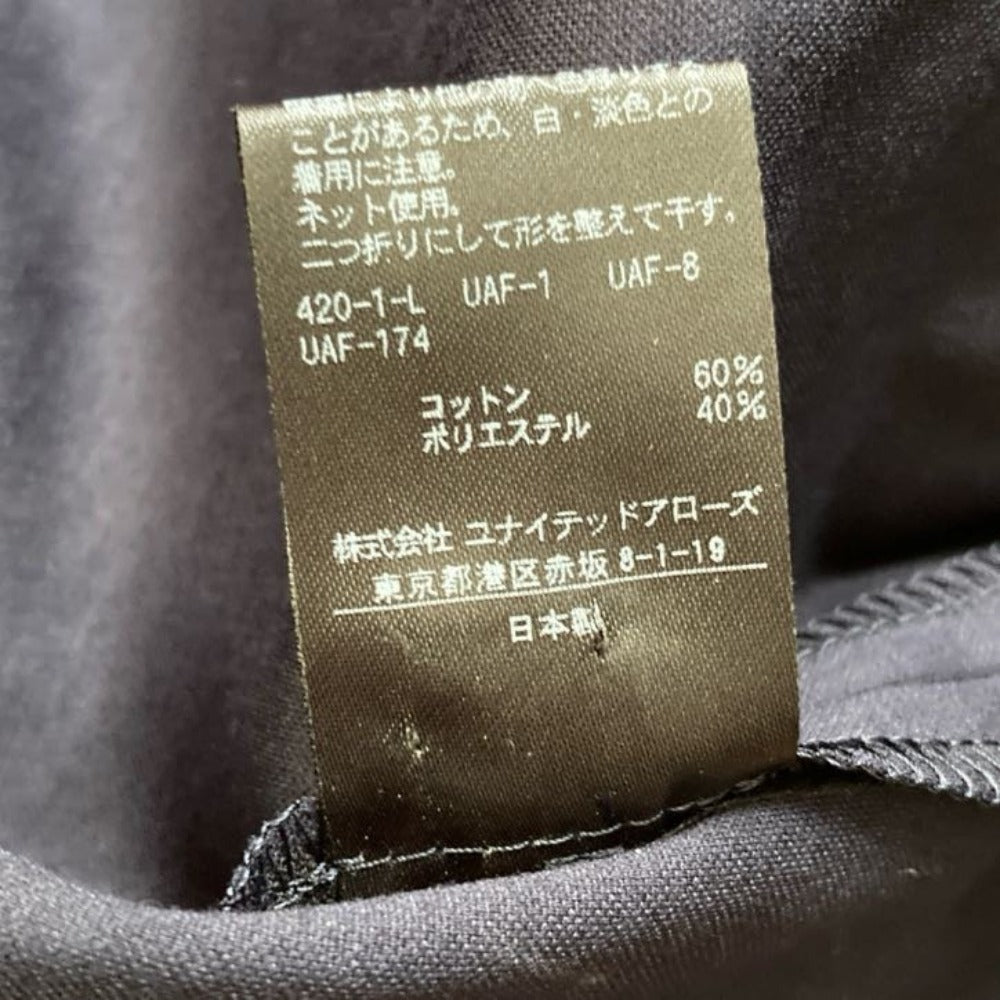 ことがあるため、白・淡色との
着用に注意。
ネット使用。
二つ折りにして形を整えて干す。
420-1-L UAF-1 UAF-8
UAF-174
コットン 60%
ポリエステル 40%
株式会社 ユナイテッドアローズ
東京都港区赤坂 8-1-19
日本製